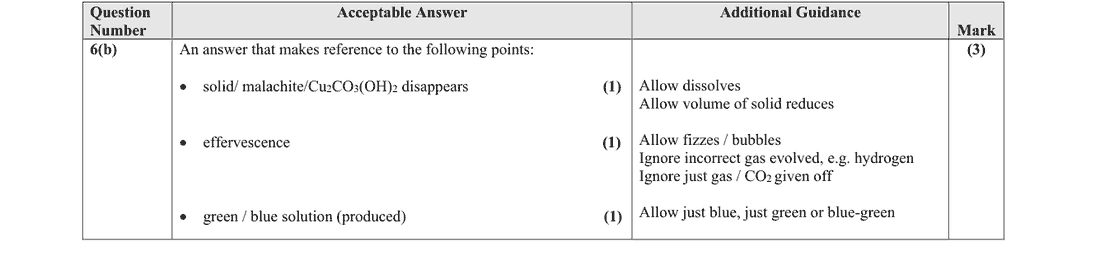 Question Number Acceptable Answer Additional Guidance Mark
6(b) An answer that makes reference to the following points: (3)
• solid/ malachite/Cu₂CO₃(OH)₂ disappears (1) Allow dissolves
Allow volume of solid reduces
• effervescence (1) Allow fizzes / bubbles
Ignore incorrect gas evolved, e.g. hydrogen
Ignore just gas / CO₂ given off
• green / blue solution (produced) (1) Allow just blue, just green or blue-green